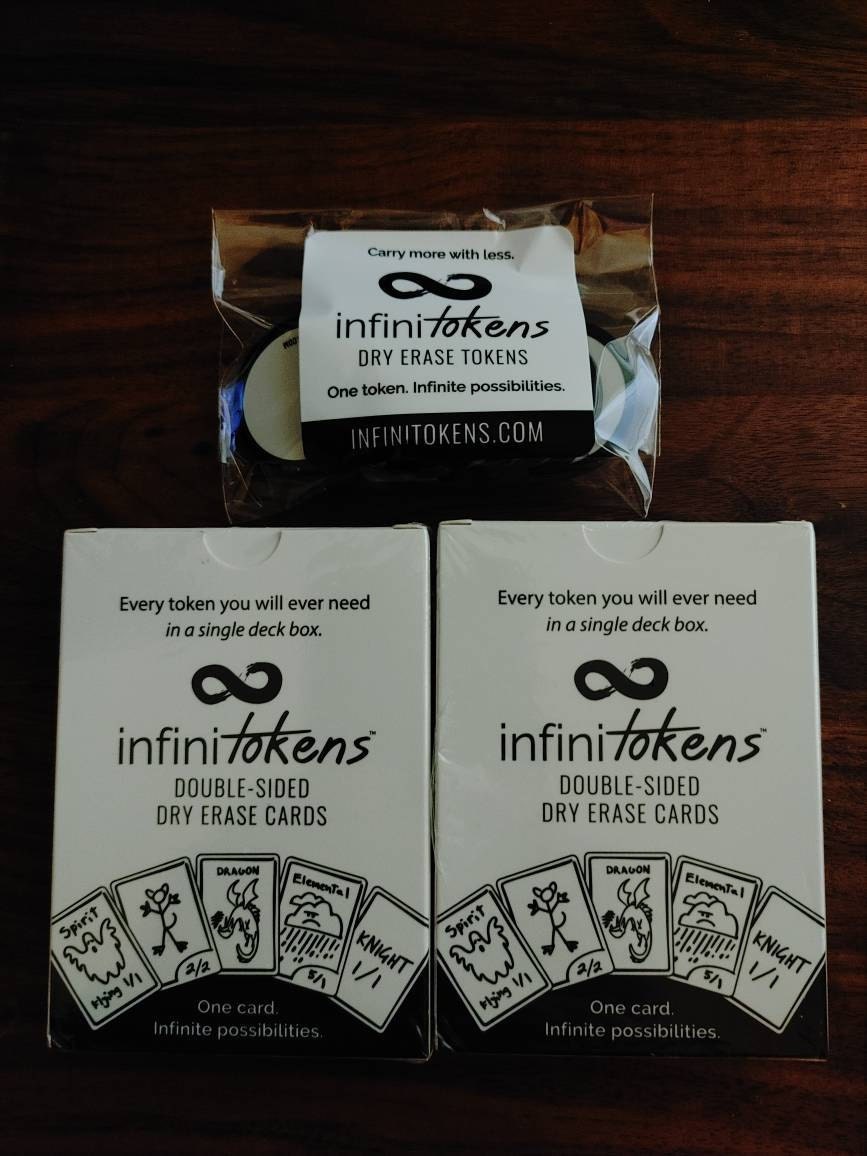 Carry more with less.
infinitokens
DRY ERASE TOKENS
One token. Infinite possibilities.
INFINITOKENS.COM
Every token you will ever need
in a single deck box.
infinitokens™
DOUBLE-SIDED
DRY ERASE CARDS
Spirit
Flying 1/1
2/2
DRAGON
Elemental
5/1
KNIGHT
1/1
One card.
Infinite possibilities.
Every token you will ever need
in a single deck box.
infinitokens™
DOUBLE-SIDED
DRY ERASE CARDS
Spirit
Flying 1/1
2/2
DRAGON
Elemental
5/1
KNIGHT
1/1
One card.
Infinite possibilities.